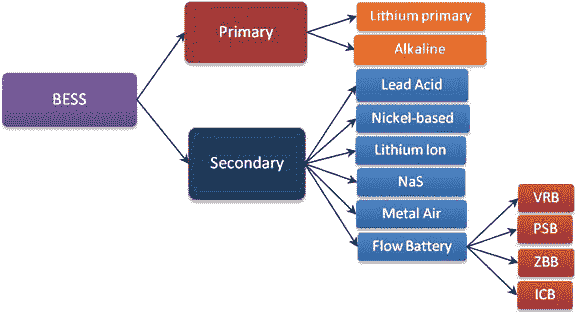 BESS
Primary
Lithium primary
Alkaline
Secondary
Lead Acid
Nickel-based
Lithium Ion
NaS
Metal Air
Flow Battery
VRB
PSB
ZBB
ICB